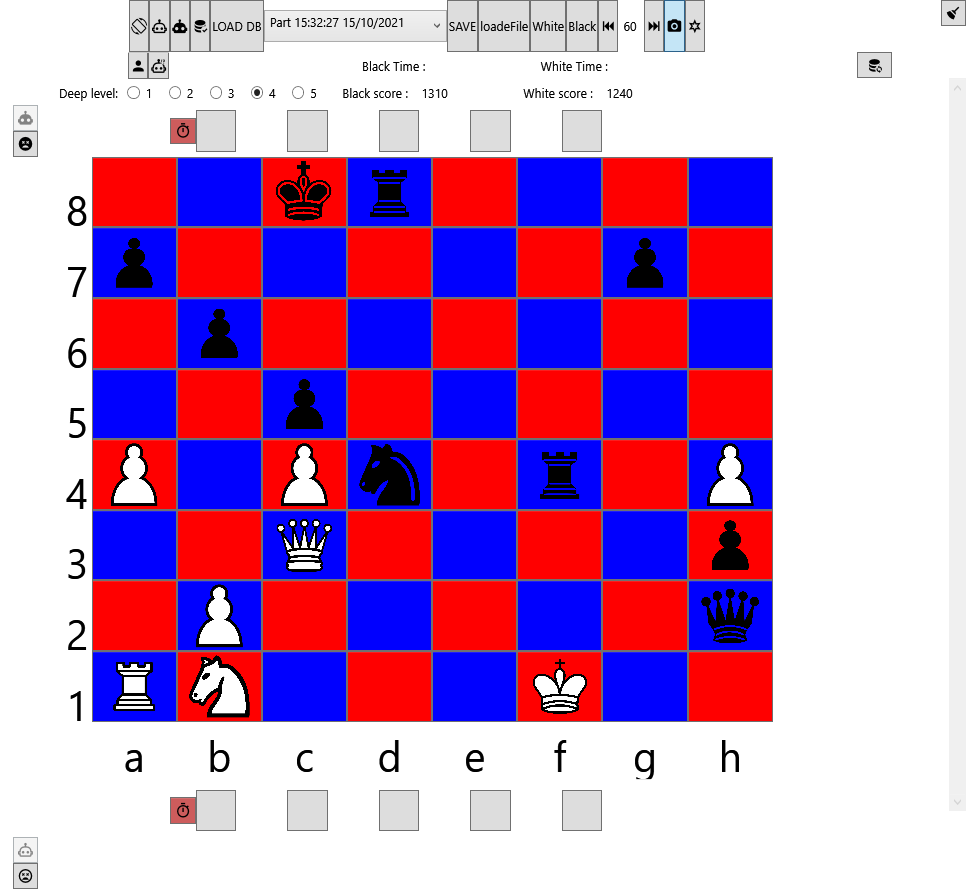 LOAD DB Part 15:32:27 15/10/2021 SAVE loadeFile White Black 60
Black Time : White Time :
Deep level: 1 2 3 4 5 Black score : 1310 White score : 1240
8
7
6
5
4
3
2
1
a b c d e f g h